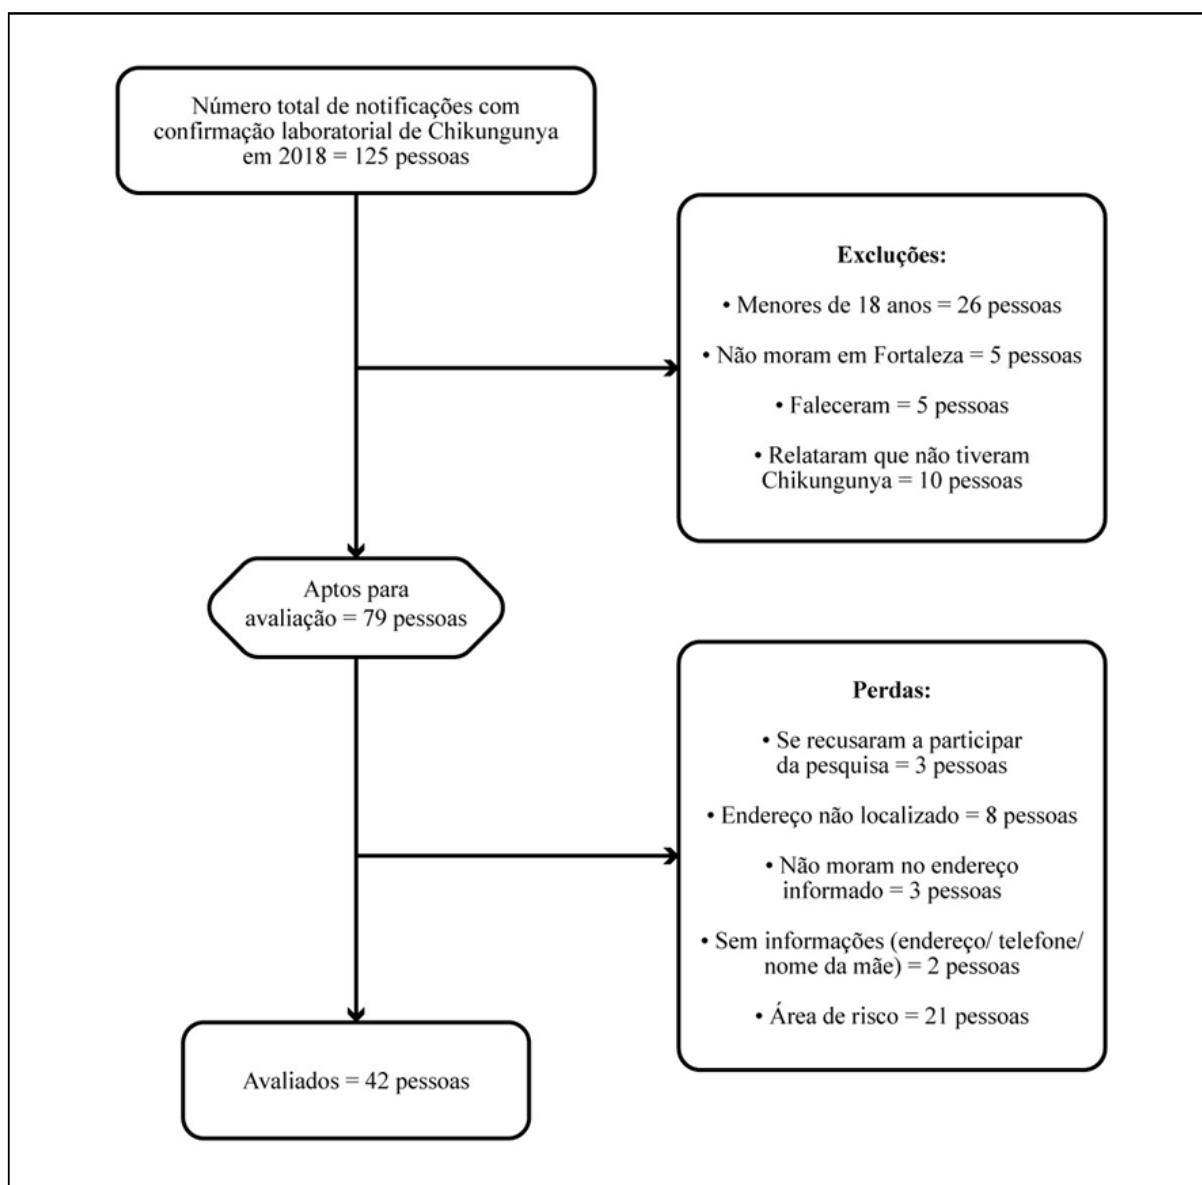 Número total de notificações com
confirmação laboratorial de Chikungunya
em 2018 = 125 pessoas
Exclusões:
• Menores de 18 anos = 26 pessoas
• Não moram em Fortaleza = 5 pessoas
• Faleceram = 5 pessoas
• Relataram que não tiveram
Chikungunya = 10 pessoas
Aptos para
avaliação = 79 pessoas
Perdas:
• Se recusaram a participar
da pesquisa = 3 pessoas
• Endereço não localizado = 8 pessoas
• Não moram no endereço
informado = 3 pessoas
• Sem informações (endereço/ telefone/
nome da mãe) = 2 pessoas
• Área de risco = 21 pessoas
Avaliados = 42 pessoas